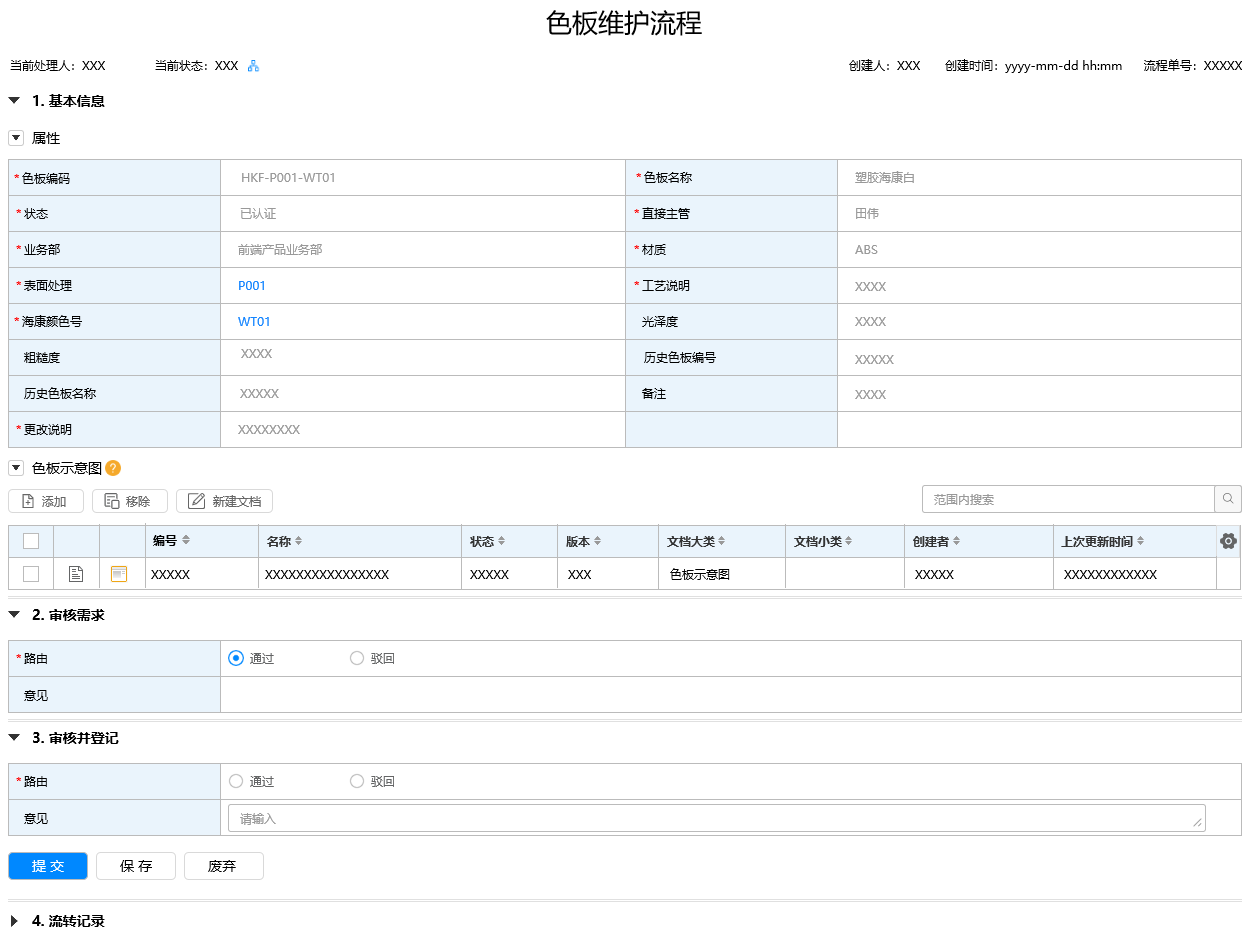 色板维护流程
当前处理人：XXX 当前状态：XXX 创建人：XXX 创建时间：yyyy-mm-dd hh:mm 流程单号：XXXXX
1. 基本信息
属性
*色板编码 HKF-P001-WT01 *色板名称 塑胶海康白
*状态 已认证 *直接主管 田伟
*业务部 前端产品业务部 *材质 ABS
*表面处理 P001 *工艺说明 XXXX
*海康颜色号 WT01 光泽度 XXXX
粗糙度 XXXX 历史色板编号 XXXXX
历史色板名称 XXXXX 备注 XXXX
*更改说明 XXXXXXXX
色板示意图 ?
添加 移除 新建文档 范围内搜索
编号 名称 状态 版本 文档大类 文档小类 创建者 上次更新时间
XXXXX XXXXXXXXXXXXXXXX XXXXX XXX 色板示意图 XXXXX XXXXXXXXXXXX
2. 审核需求
*路由 通过 驳回
意见
3. 审核并登记
*路由 通过 驳回
意见 请输入
提 交 保 存 废弃
4. 流转记录